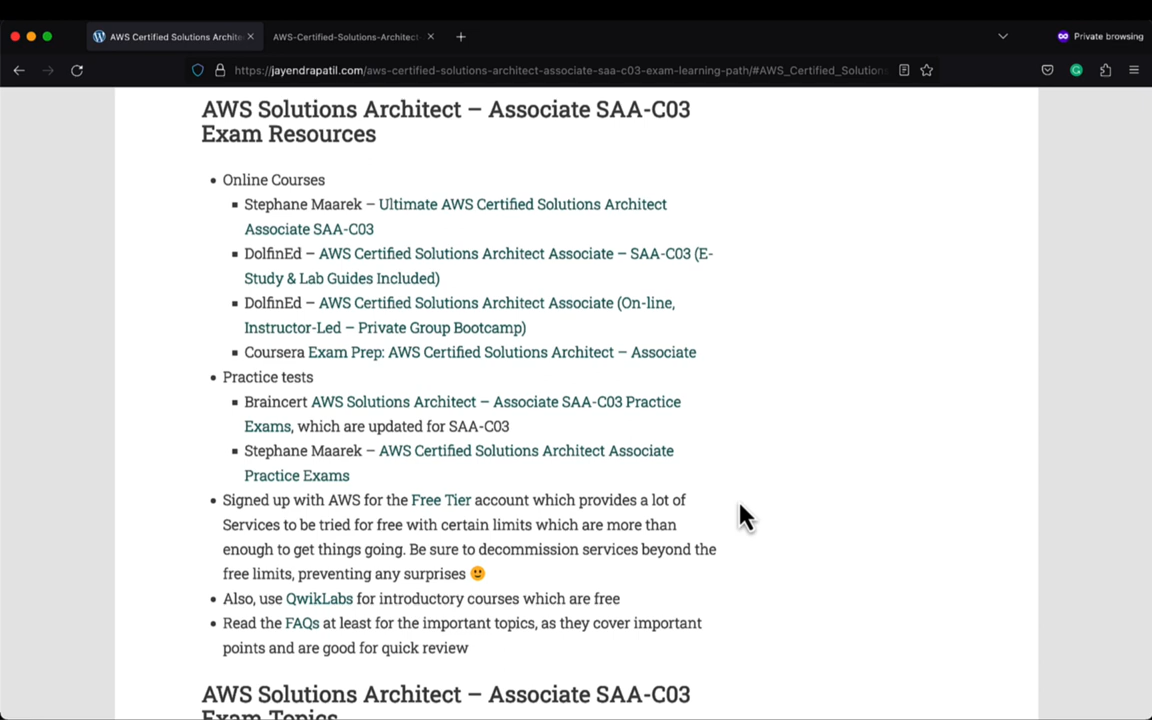 AWS Certified Solutions Archite
AWS-Certified-Solutions-Architect
Private browsing
https://jayendrapatil.com/aws-certified-solutions-architect-associate-saa-c03-exam-learning-path/#AWS_Certified_Solution
AWS Solutions Architect – Associate SAA-C03
Exam Resources
• Online Courses
▪ Stephane Maarek – Ultimate AWS Certified Solutions Architect
Associate SAA-C03
▪ DolfinEd – AWS Certified Solutions Architect Associate – SAA-C03 (E-
Study & Lab Guides Included)
▪ DolfinEd – AWS Certified Solutions Architect Associate (On-line,
Instructor-Led – Private Group Bootcamp)
▪ Coursera Exam Prep: AWS Certified Solutions Architect – Associate
• Practice tests
▪ Braincert AWS Solutions Architect – Associate SAA-C03 Practice
Exams, which are updated for SAA-C03
▪ Stephane Maarek – AWS Certified Solutions Architect Associate
Practice Exams
• Signed up with AWS for the Free Tier account which provides a lot of
Services to be tried for free with certain limits which are more than
enough to get things going. Be sure to decommission services beyond the
free limits, preventing any surprises 🙂
• Also, use QwikLabs for introductory courses which are free
• Read the FAQs at least for the important topics, as they cover important
points and are good for quick review
AWS Solutions Architect – Associate SAA-C03
Exam Topics